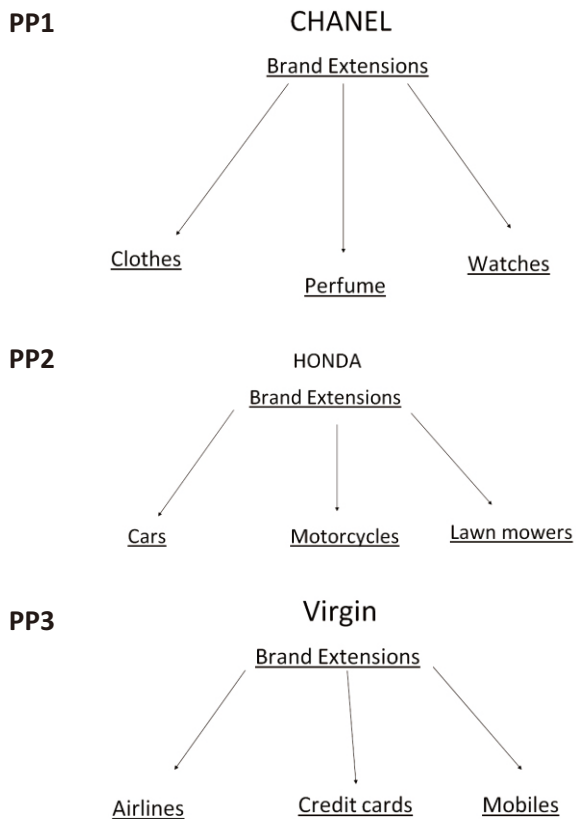 PP1
CHANEL
Brand Extensions
Clothes
Perfume
Watches
PP2
HONDA
Brand Extensions
Cars
Motorcycles
Lawn mowers
PP3
Virgin
Brand Extensions
Airlines
Credit cards
Mobiles